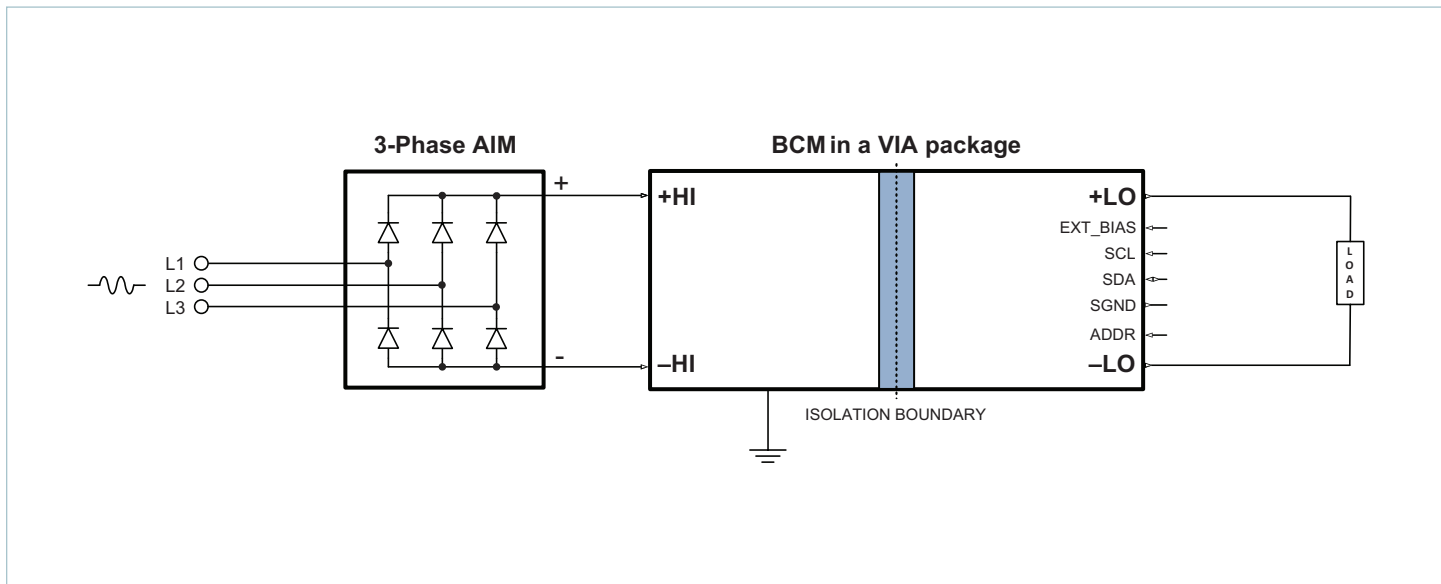 3-Phase AIM
BCM in a VIA package
+
+HI
+LO
EXT_BIAS
L1
SCL
L2
SDA
L3
SGND
ADDR
-
–HI
–LO
LOAD
ISOLATION BOUNDARY